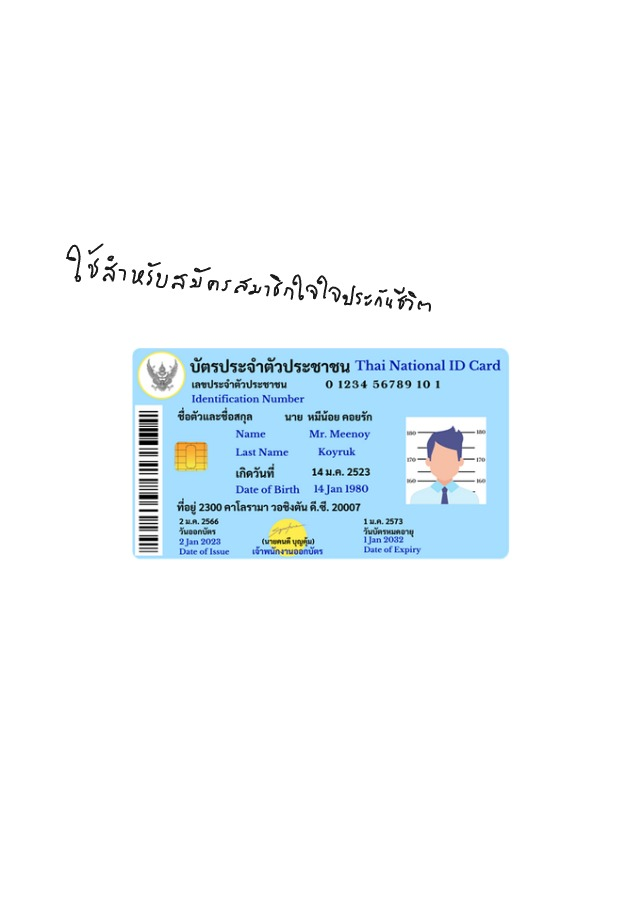 ใช้สำหรับสมัครสมาชิกใจใจประกันชีวิต
บัตรประจำตัวประชาชน Thai National ID Card
เลขประจำตัวประชาชน 0 1234 56789 10 1
Identification Number
ชื่อตัวและชื่อสกุล นาย หมีน้อย คอยรัก
Name Mr. Meenoy
Last Name Koyruk
เกิดวันที่ 14 ม.ค. 2523
Date of Birth 14 Jan 1980
ที่อยู่ 2300 คาโลรามา วอชิงตัน ดี.ซี. 20007
2 ม.ค. 2566
วันออกบัตร
2 Jan 2023
Date of Issue
(นายคนดี บุญคุ้ม)
เจ้าพนักงานออกบัตร
1 ม.ค. 2573
วันบัตรหมดอายุ
1 Jan 2032
Date of Expiry
180 180
170 170
160 160